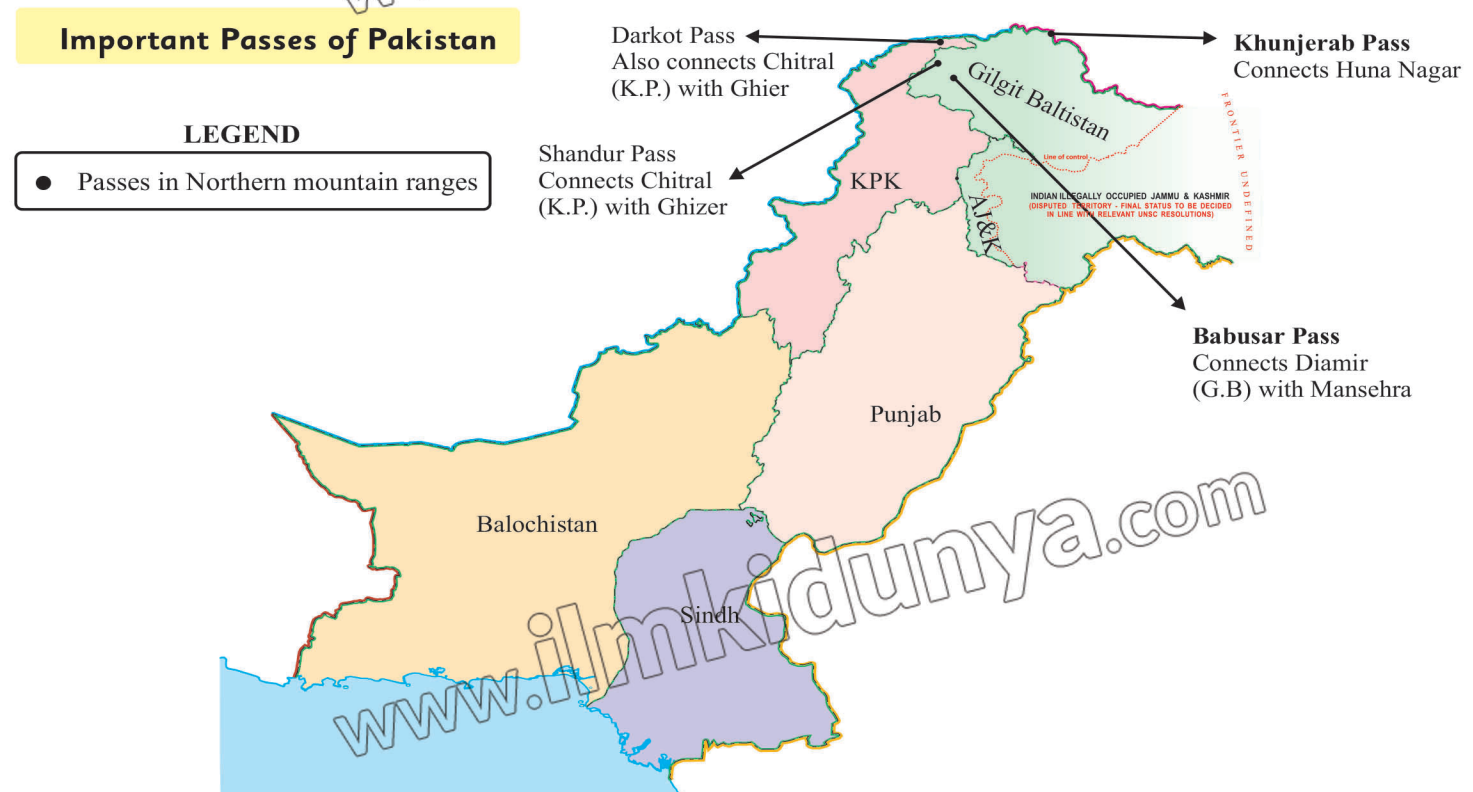 Important Passes of Pakistan
LEGEND
Passes in Northern mountain ranges
Darkot Pass
Also connects Chitral
(K.P.) with Ghier
Khunjerab Pass
Connects Huna Nagar
Shandur Pass
Connects Chitral
(K.P.) with Ghizer
Gilgit Baltistan
FRONTIER UNDEFINED
Line of control
KPK
AJ&K
INDIAN ILLEGALLY OCCUPIED JAMMU & KASHMIR
(DISPUTED TERRITORY - FINAL STATUS TO BE DECIDED
IN LINE WITH RELEVANT UNSC RESOLUTIONS)
Babusar Pass
Connects Diamir
(G.B) with Mansehra
Punjab
Balochistan
Sindh
www.ilmkidunya.com